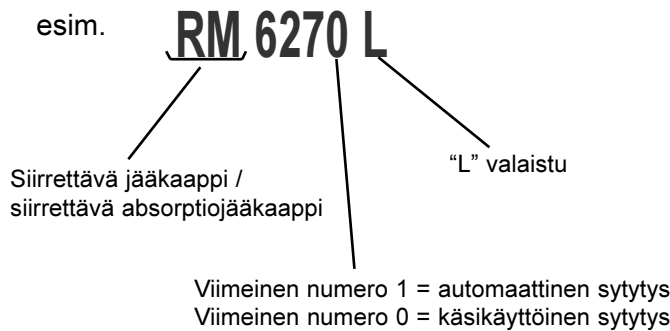 esim. RM 6270 L
Siirrettävä jääkaappi /
siirrettävä absorptiojääkaappi
“L” valaistu
Viimeinen numero 1 = automaattinen sytytys
Viimeinen numero 0 = käsikäyttöinen sytytys